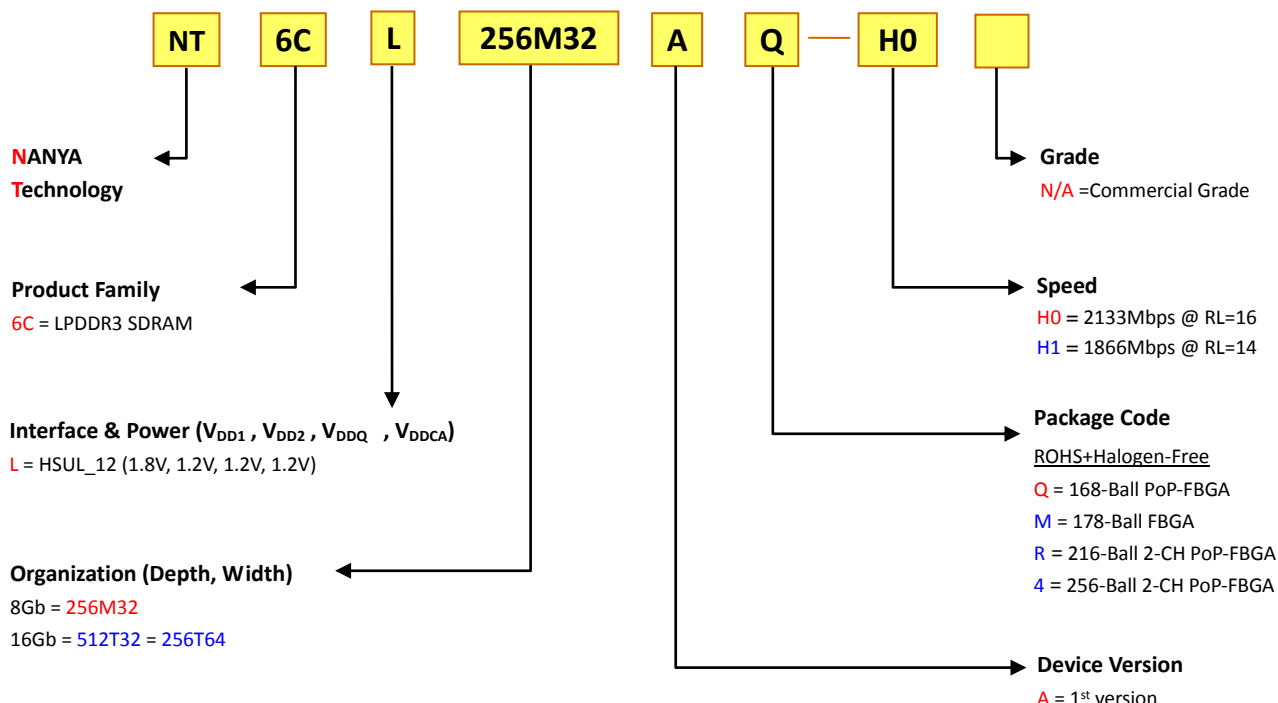 NT 6C L 256M32 A Q — H0
NANYA
Technology
Grade
N/A =Commercial Grade
Product Family
6C = LPDDR3 SDRAM
Speed
H0 = 2133Mbps @ RL=16
H1 = 1866Mbps @ RL=14
Interface & Power (VDD1 , VDD2 , VDDQ , VDDCA)
L = HSUL_12 (1.8V, 1.2V, 1.2V, 1.2V)
Package Code
ROHS+Halogen-Free
Q = 168-Ball PoP-FBGA
M = 178-Ball FBGA
R = 216-Ball 2-CH PoP-FBGA
4 = 256-Ball 2-CH PoP-FBGA
Organization (Depth, Width)
8Gb = 256M32
16Gb = 512T32 = 256T64
Device Version
A = 1st version